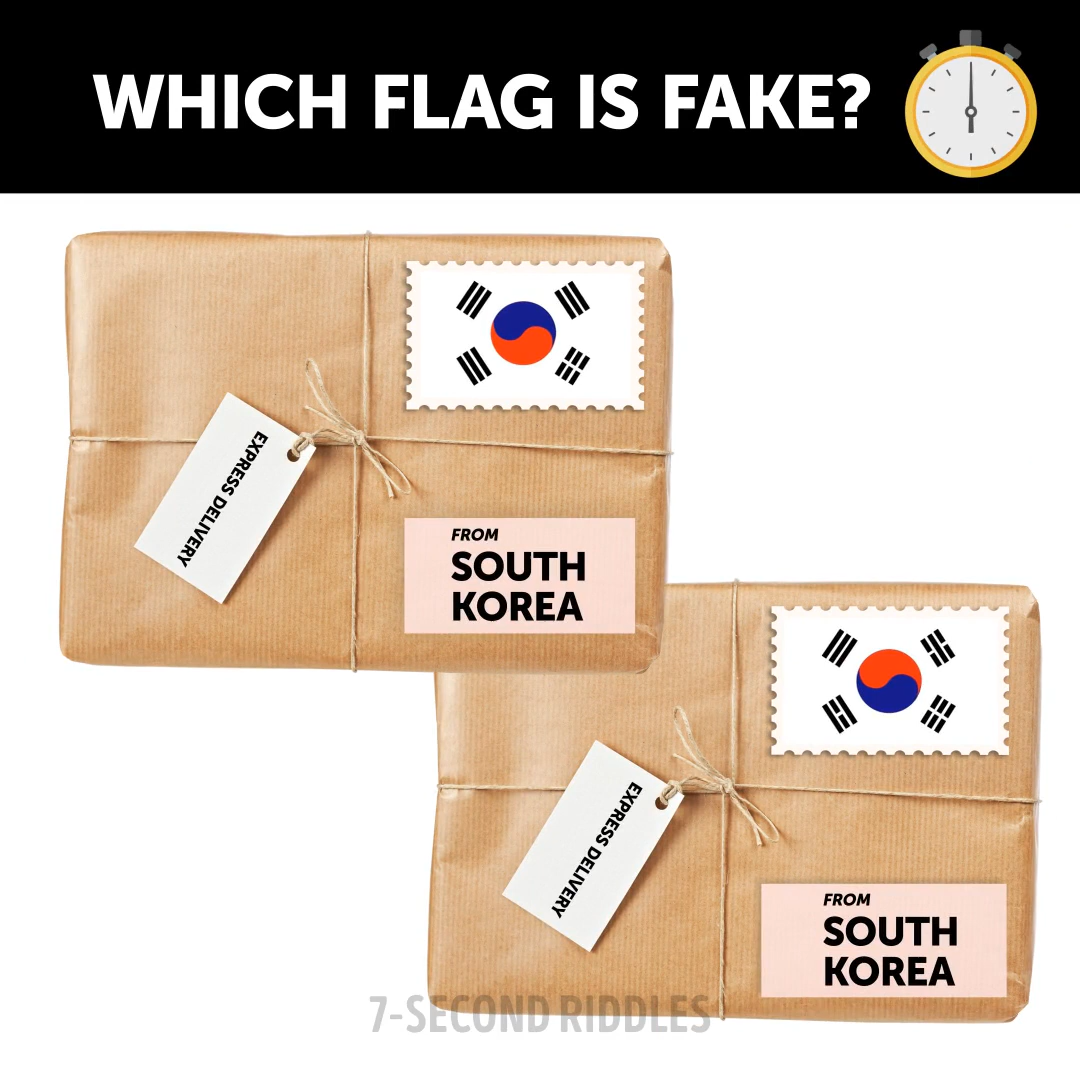 WHICH FLAG IS FAKE?
EXPRESS DELIVERY
FROM
SOUTH
KOREA
EXPRESS DELIVERY
FROM
SOUTH
KOREA
7-SECOND RIDDLES